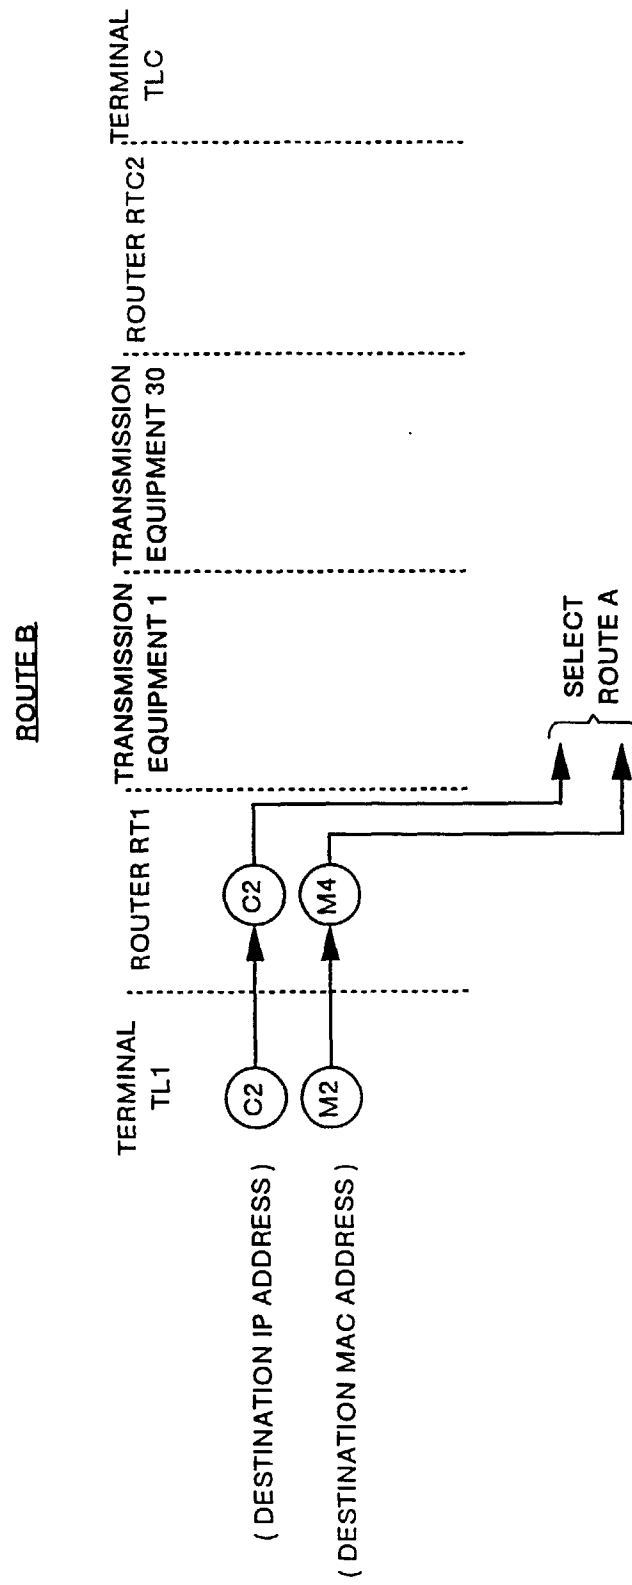 ROUTE B
TERMINAL
TL1
ROUTER RT1
TRANSMISSION
EQUIPMENT 1
TRANSMISSION
EQUIPMENT 30
ROUTER RTC2
TERMINAL
TLC
( DESTINATION IP ADDRESS )
C2
C2
( DESTINATION MAC ADDRESS )
M2
M4
SELECT
ROUTE A